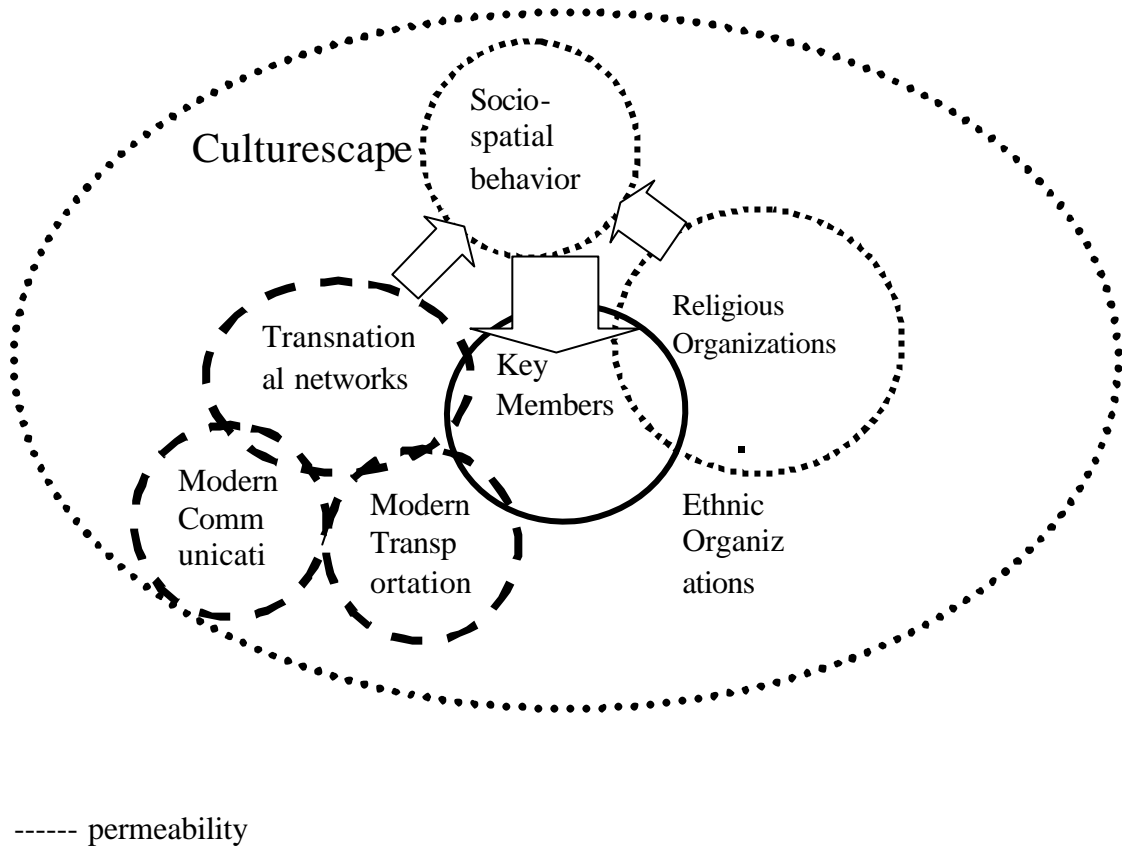 Socio-
spatial
behavior
Culturescape
Religious
Organizations
Transnation
al networks
Key
Members
Modern
Comm
unicati
Modern
Transp
ortation
Ethnic
Organiz
ations
------ permeability